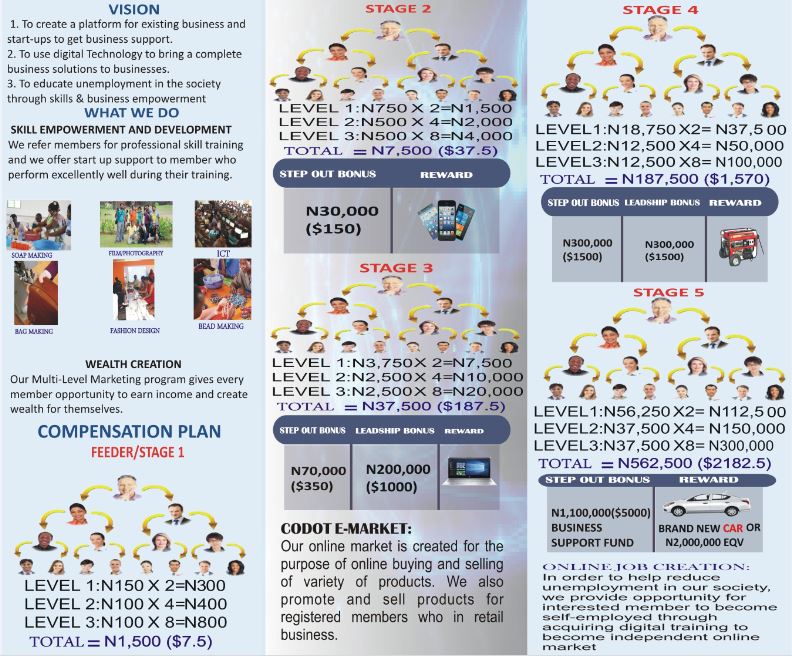 VISION
1. To create a platform for existing business and
start-ups to get business support.
2. To use digital Technology to bring a complete
business solutions to businesses.
3. To educate unemployment in the society
through skills & business empowerment
WHAT WE DO
SKILL EMPOWERMENT AND DEVELOPMENT
We refer members for professional skill training
and we offer start up support to member who
perform excellently well during their training.
SOAP MAKING
FILM/PHOTOGRAPHY
ICT
BAG MAKING
FASHION DESIGN
BEAD MAKING
WEALTH CREATION
Our Multi-Level Marketing program gives every
member opportunity to earn income and create
wealth for themselves.
COMPENSATION PLAN
FEEDER/STAGE 1
LEVEL 1:N150 X 2=N300
LEVEL 2:N100 X 4=N400
LEVEL 3:N100 X 8=N800
TOTAL = N1,500 ($7.5)
STAGE 2
LEVEL 1:N750 X 2=N1,500
LEVEL 2:N500 X 4=N2,000
LEVEL 3:N500 X 8=N4,000
TOTAL = N7,500 ($37.5)
STEP OUT BONUS REWARD
N30,000
($150)
STAGE 3
LEVEL 1:N3,750X 2=N7,500
LEVEL 2:N2,500X 4=N10,000
LEVEL 3:N2,500X 8=N20,000
TOTAL = N37,500 ($187.5)
STEP OUT BONUS LEADSHIP BONUS REWARD
N70,000
($350)
N200,000
($1000)
CODOT E-MARKET:
Our online market is created for the
purpose of online buying and selling
of variety of products. We also
promote and sell products for
registered members who in retail
business.
STAGE 4
LEVEL1:N18,750 X2= N37,5 00
LEVEL2:N12,500 X4= N50,000
LEVEL3:N12,500 X8= N100,000
TOTAL = N187,500 ($1,570)
STEP OUT BONUS LEADSHIP BONUS REWARD
N300,000
($1500)
N300,000
($1500)
STAGE 5
LEVEL1:N56,250 X2= N112,5 00
LEVEL2:N37,500 X4= N150,000
LEVEL3:N37,500 X8= N300,000
TOTAL = N562,500 ($2182.5)
STEP OUT BONUS REWARD
N1,100,000($5000)
BUSINESS
SUPPORT FUND
BRAND NEW CAR OR
N2,000,000 EQV
ONLINE JOB CREATION:
In order to help reduce
unemployment in our society,
we provide opportunity for
interested member to become
self-employed through
acquiring digital training to
become independent online
market